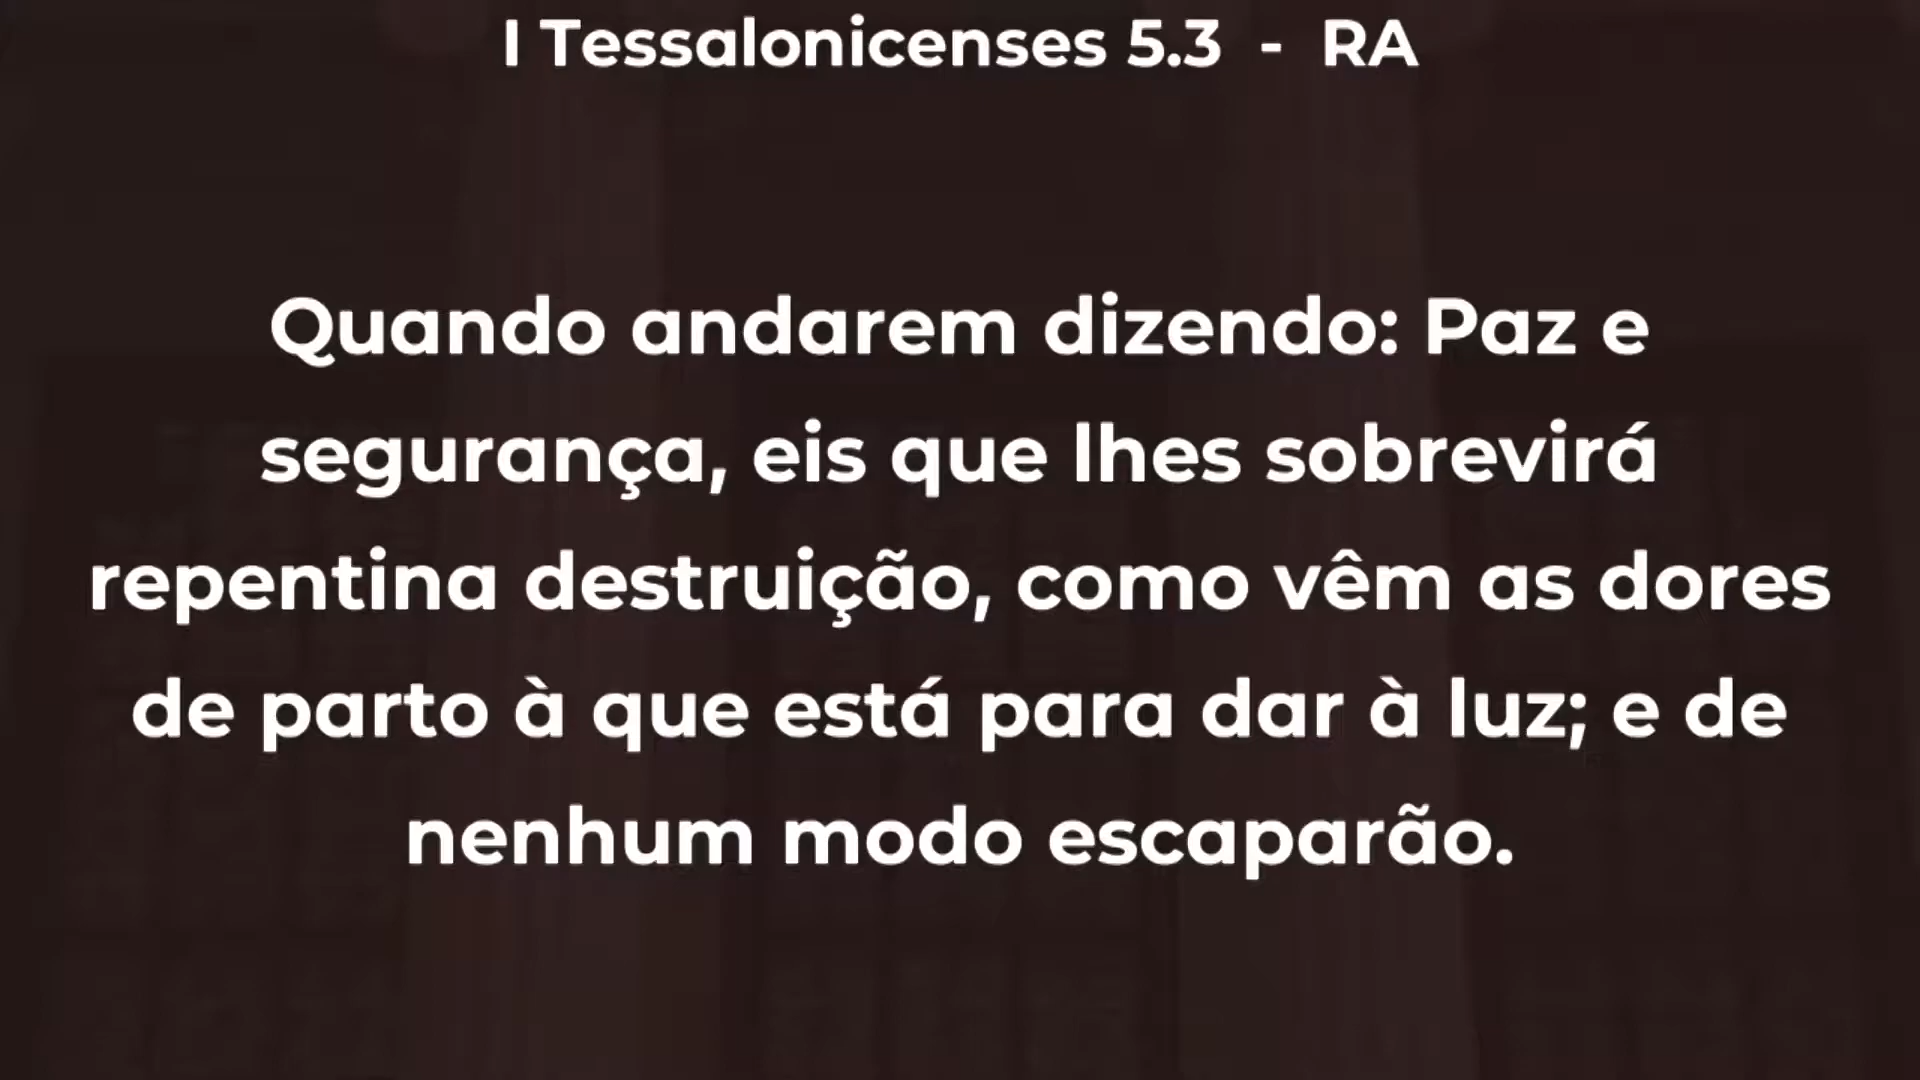 I Tessalonicenses 5.3 - RA
Quando andarem dizendo: Paz e
segurança, eis que lhes sobrevirá
repentina destruição, como vêm as dores
de parto à que está para dar à luz; e de
nenhum modo escaparão.